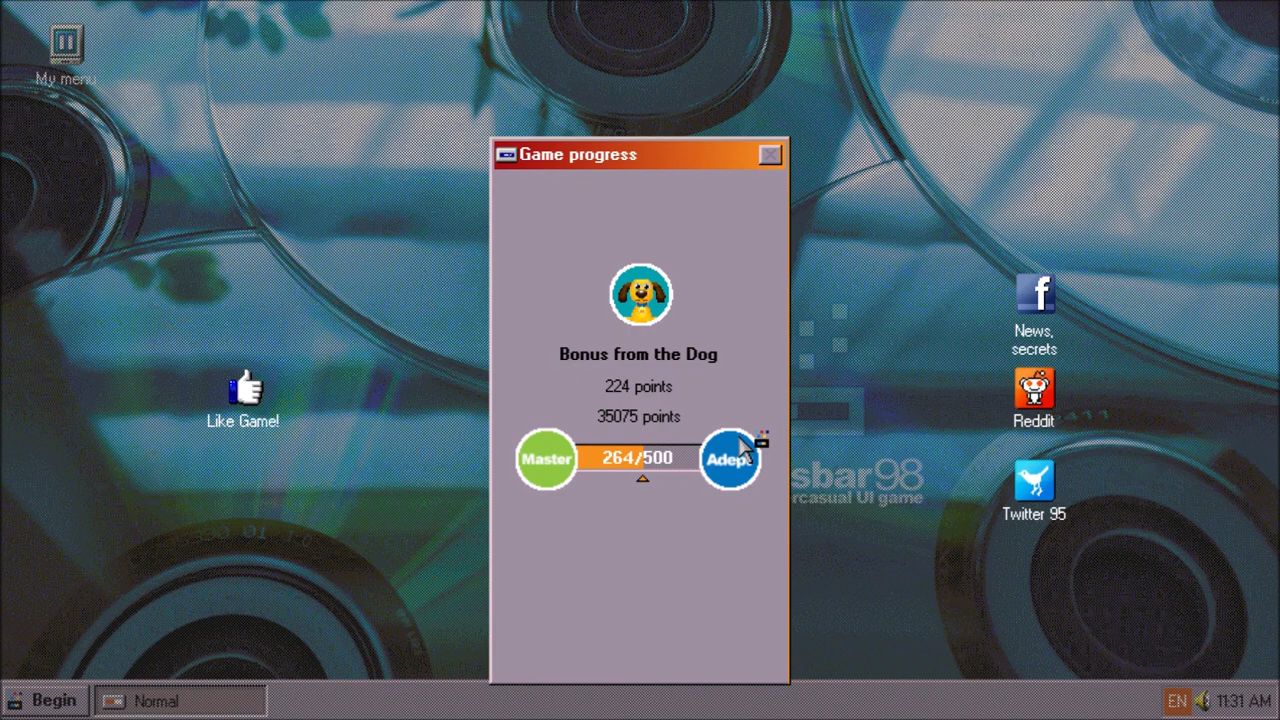 My menu
Game progress
Bonus from the Dog
224 points
35075 points
Master
264/500
Adep
Like Game!
News,
secrets
Reddit
Twitter 95
sbar98
rcasual UI game
Begin
Normal
EN
11:31 AM